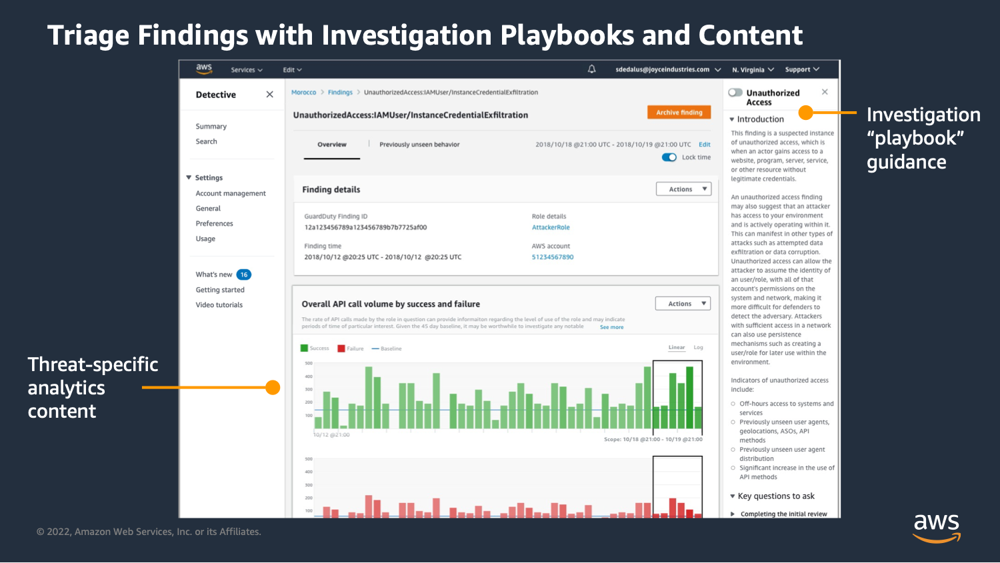 Triage Findings with Investigation Playbooks and Content
aws
Services
Edit
sdedalus@joyceindustries.com
N. Virginia
Support
Detective
Summary
Search
Settings
Account management
General
Preferences
Usage
What's new 16
Getting started
Video tutorials
Morocco > Findings > UnauthorizedAccess:IAMUser/InstanceCredentialExfiltration
UnauthorizedAccess:IAMUser/InstanceCredentialExfiltration
Archive finding
Overview
Previously unseen behavior
2018/10/18 @21:00 UTC - 2018/10/19 @21:00 UTC Edit
Lock time
Finding details
Actions
GuardDuty Finding ID
12a123456789a123456789b7b7725af00
Role details
AttackerRole
Finding time
2018/10/12 @20:25 UTC - 2018/10/12 @20:25 UTC
AWS account
51234567890
Overall API call volume by success and failure
Actions
The rate of API calls made by the role in question can provide informaiton regarding the level of use of the role and may indicate
periods of time of particular interest. Given the 45 day baseline, it may be worthwhile to investigate any notable See more
Success
Failure
Baseline
Linear
Log
500
400
300
200
100
10/12 @21:00
Scope: 10/18 @21:00 - 10/19 @21:00
500
400
300
200
100
Unauthorized
Access
Introduction
This finding is a suspected instance
of unauthorized access, which is
when an actor gains access to a
website, program, server, service,
or other resource without
legitimate credentials.
An unauthorized access finding
may also suggest that an attacker
has access to your environment
and is actively operating within it.
This can manifest in other types of
attacks such as attempted data
exfiltration or data corruption.
Unauthorized access can allow the
attacker to assume the identity of
an user/role, with all of that
account's permissions on the
system and network, making it
more difficult for defenders to
detect the adversary. Attackers
with sufficient access in a network
can also use persistence
mechanisms such as creating a
user/role for later use within the
environment.
Indicators of unauthorized access
include:
Off-hours access to systems and
services
Previously unseen user agents,
geolocations, ASOs, API
methods
Previously unseen user agent
distribution
Significant increase in the use of
API methods
Key questions to ask
Completing the initial review
Investigation
“playbook”
guidance
Threat-specific
analytics
content
© 2022, Amazon Web Services, Inc. or its Affiliates.
aws